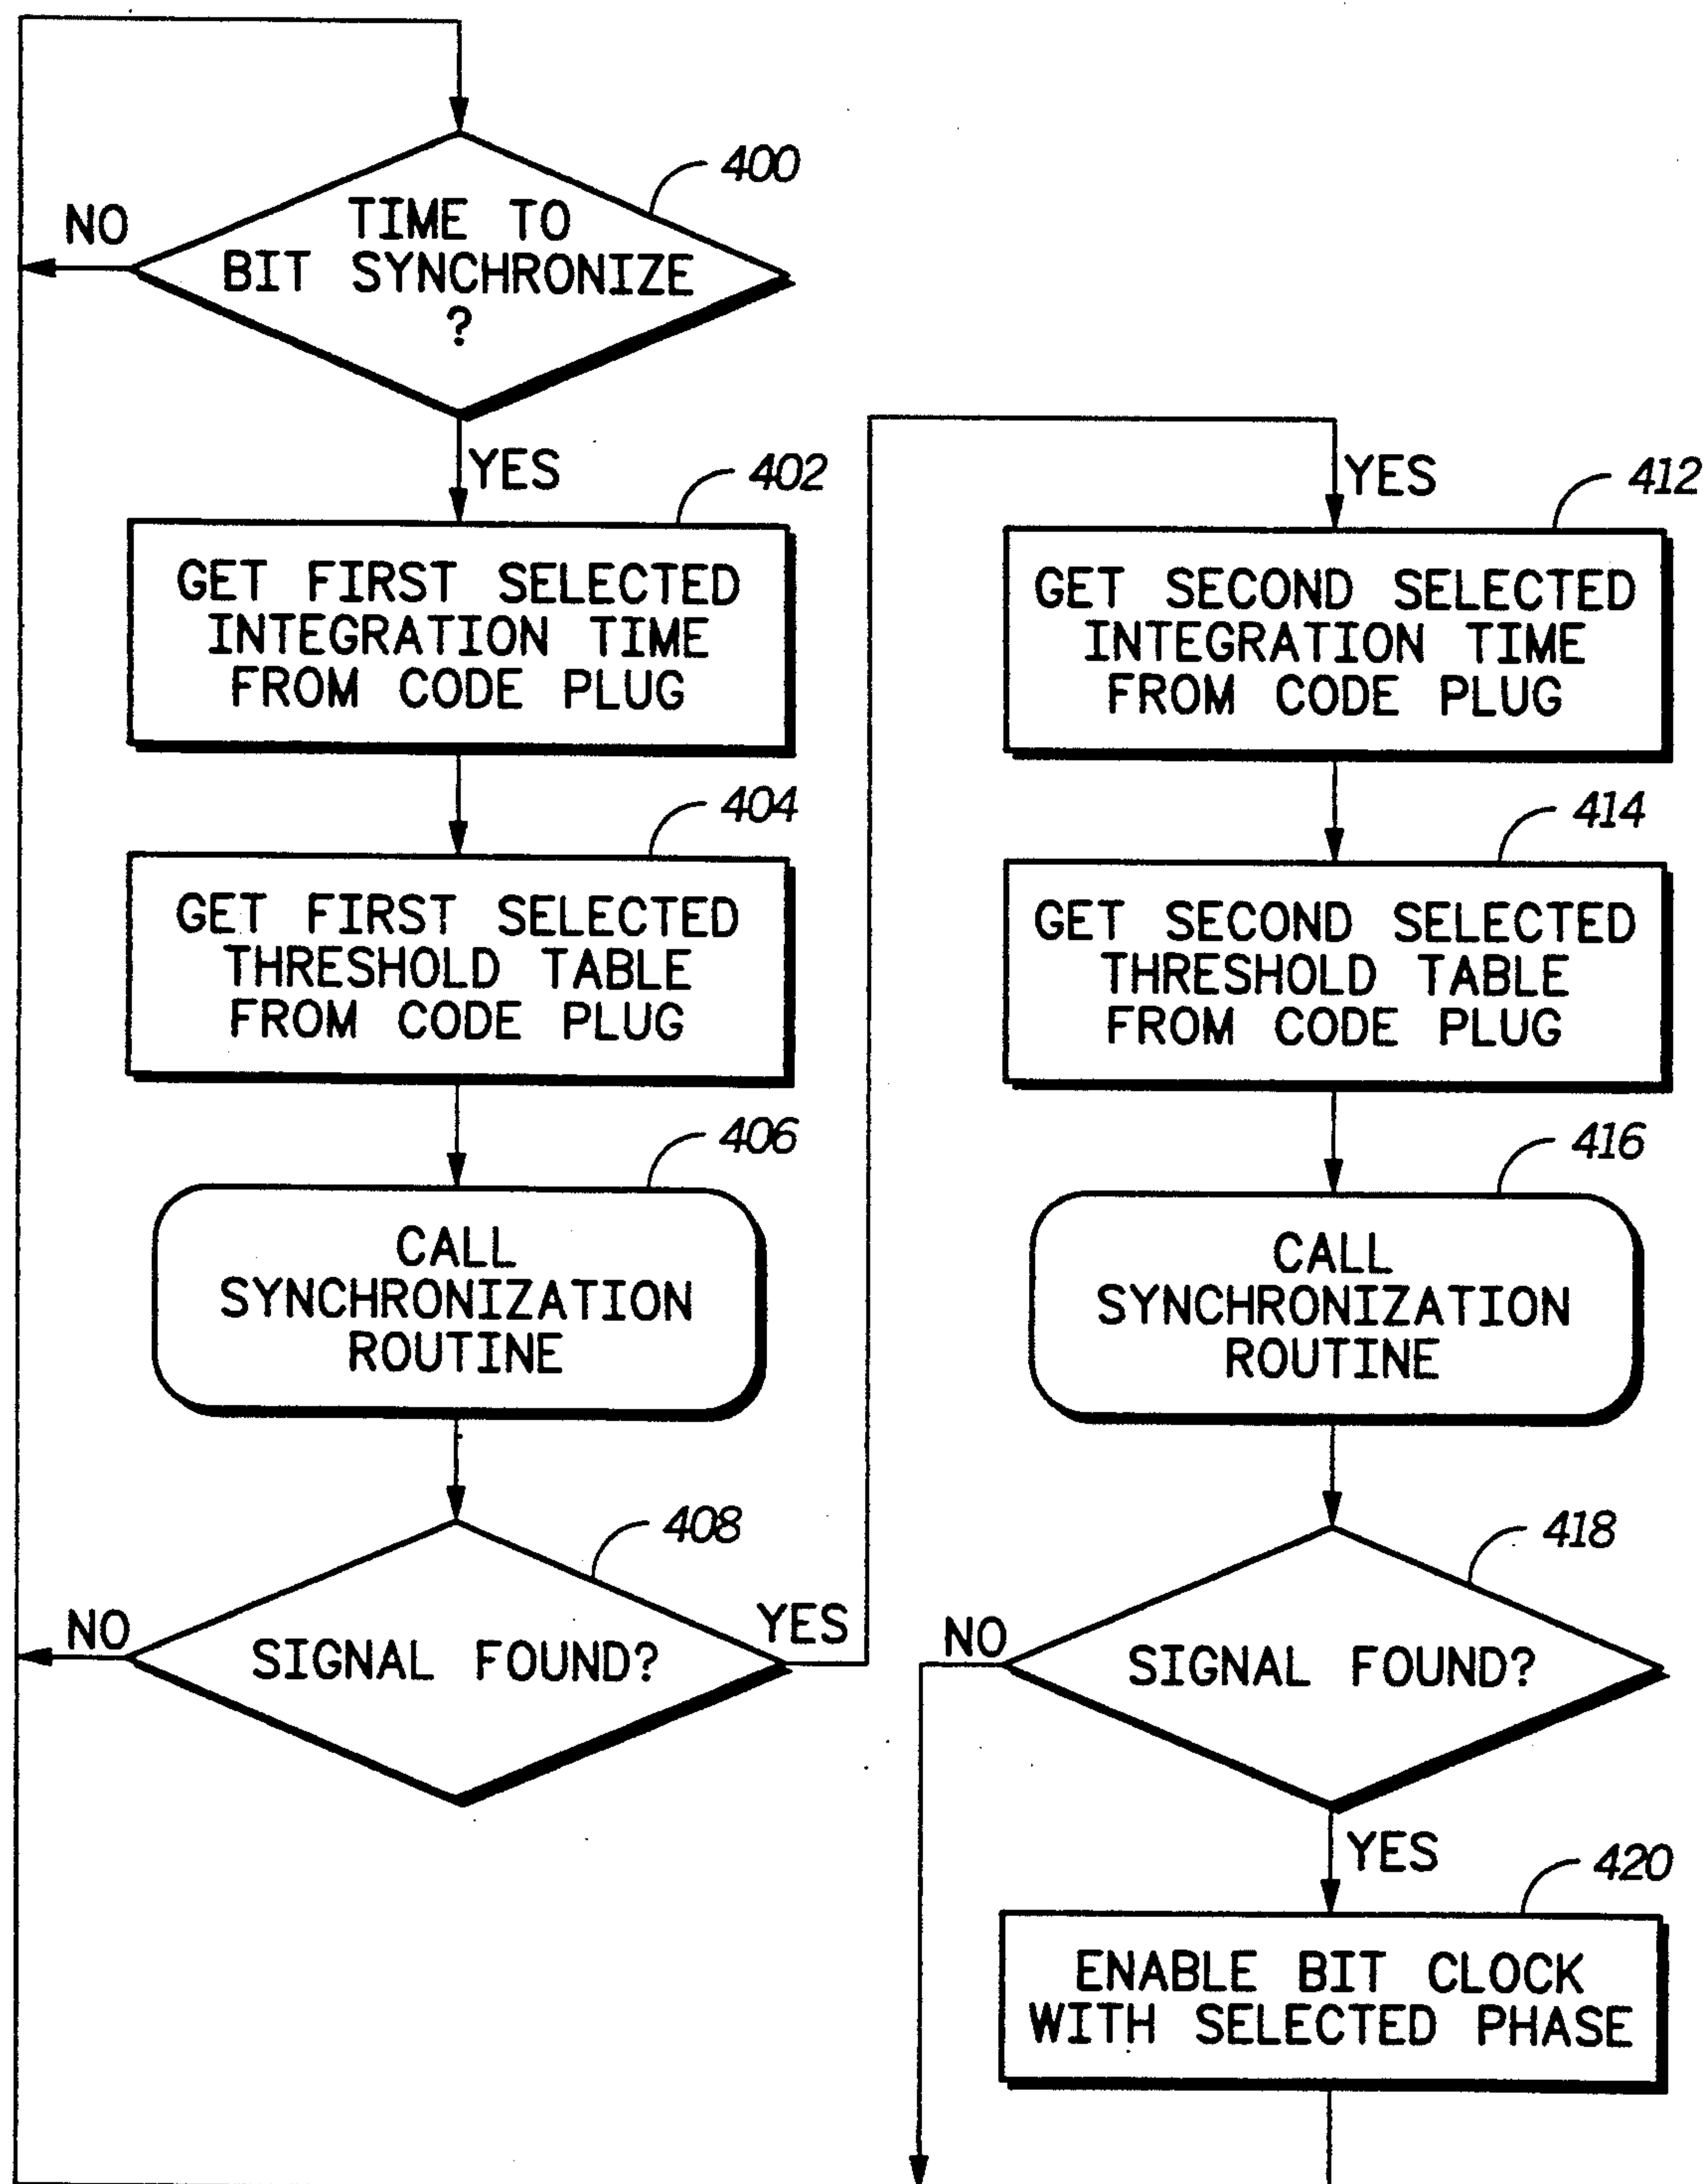 400
NO
TIME TO
BIT SYNCHRONIZE
?
YES
402
GET FIRST SELECTED
INTEGRATION TIME
FROM CODE PLUG
404
GET FIRST SELECTED
THRESHOLD TABLE
FROM CODE PLUG
406
CALL
SYNCHRONIZATION
ROUTINE
408
NO
SIGNAL FOUND?
YES
YES
412
GET SECOND SELECTED
INTEGRATION TIME
FROM CODE PLUG
414
GET SECOND SELECTED
THRESHOLD TABLE
FROM CODE PLUG
416
CALL
SYNCHRONIZATION
ROUTINE
418
NO
SIGNAL FOUND?
YES
420
ENABLE BIT CLOCK
WITH SELECTED PHASE